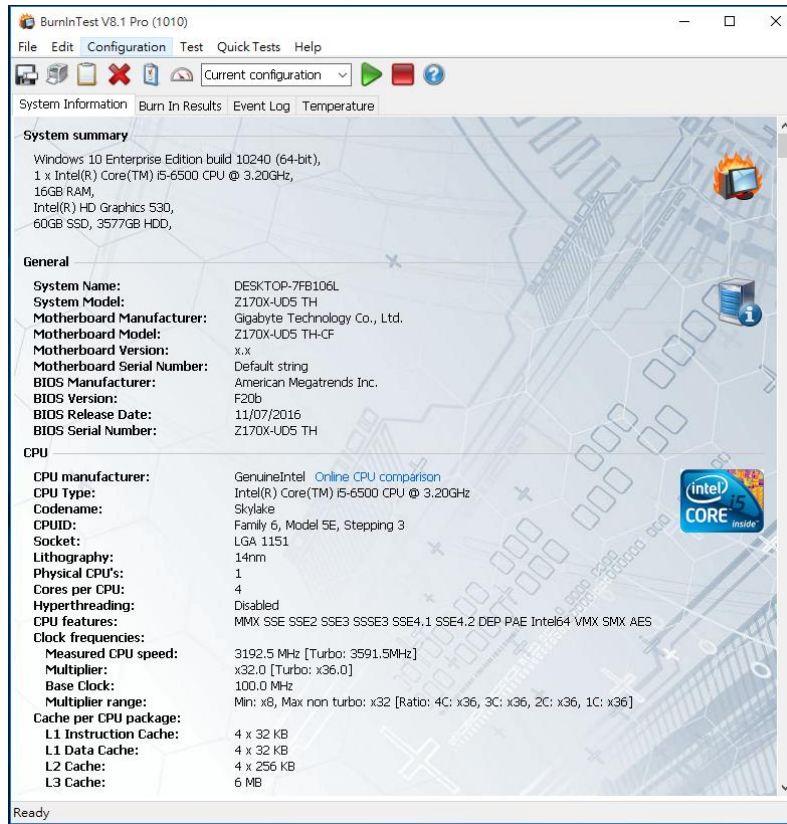 BurnInTest V8.1 Pro (1010)
File Edit Configuration Test Quick Tests Help
Current configuration
System Information Burn In Results Event Log Temperature
System summary
Windows 10 Enterprise Edition build 10240 (64-bit),
1 x Intel(R) Core(TM) i5-6500 CPU @ 3.20GHz,
16GB RAM,
Intel(R) HD Graphics 530,
60GB SSD, 3577GB HDD,
General
System Name: DESKTOP-7FB106L
System Model: Z170X-UD5 TH
Motherboard Manufacturer: Gigabyte Technology Co., Ltd.
Motherboard Model: Z170X-UD5 TH-CF
Motherboard Version: x.x
Motherboard Serial Number: Default string
BIOS Manufacturer: American Megatrends Inc.
BIOS Version: F20b
BIOS Release Date: 11/07/2016
BIOS Serial Number: Z170X-UD5 TH
CPU
CPU manufacturer: GenuineIntel Online CPU comparison
CPU Type: Intel(R) Core(TM) i5-6500 CPU @ 3.20GHz
Codename: Skylake
CPUID: Family 6, Model 5E, Stepping 3
Socket: LGA 1151
Lithography: 14nm
Physical CPU's: 1
Cores per CPU: 4
Hyperthreading: Disabled
CPU features: MMX SSE SSE2 SSE3 SSSE3 SSE4.1 SSE4.2 DEP PAE Intel64 VMX SMX AES
Clock frequencies:
Measured CPU speed: 3192.5 MHz [Turbo: 3591.5MHz]
Multiplier: x32.0 [Turbo: x36.0]
Base Clock: 100.0 MHz
Multiplier range: Min: x8, Max non turbo: x32 [Ratio: 4C: x36, 3C: x36, 2C: x36, 1C: x36]
Cache per CPU package:
L1 Instruction Cache: 4 x 32 KB
L1 Data Cache: 4 x 32 KB
L2 Cache: 4 x 256 KB
L3 Cache: 6 MB
intel
CORE i5
inside
Ready